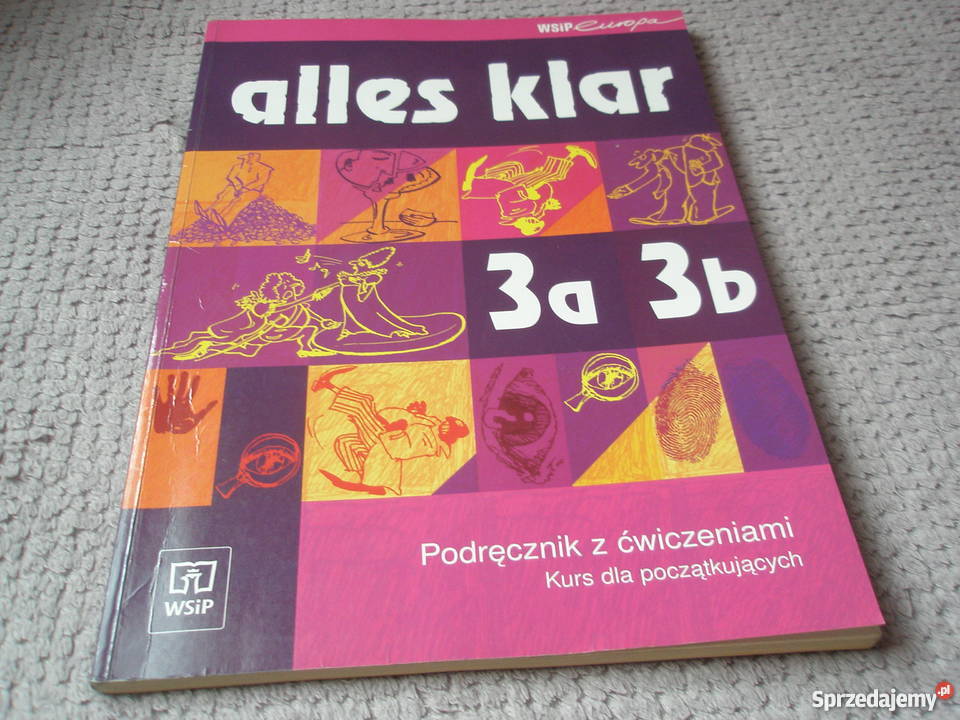 WSiP europa
alles klar
3a 3b
Podręcznik z ćwiczeniami
Kurs dla początkujących
WSiP
Sprzedajemy.pl